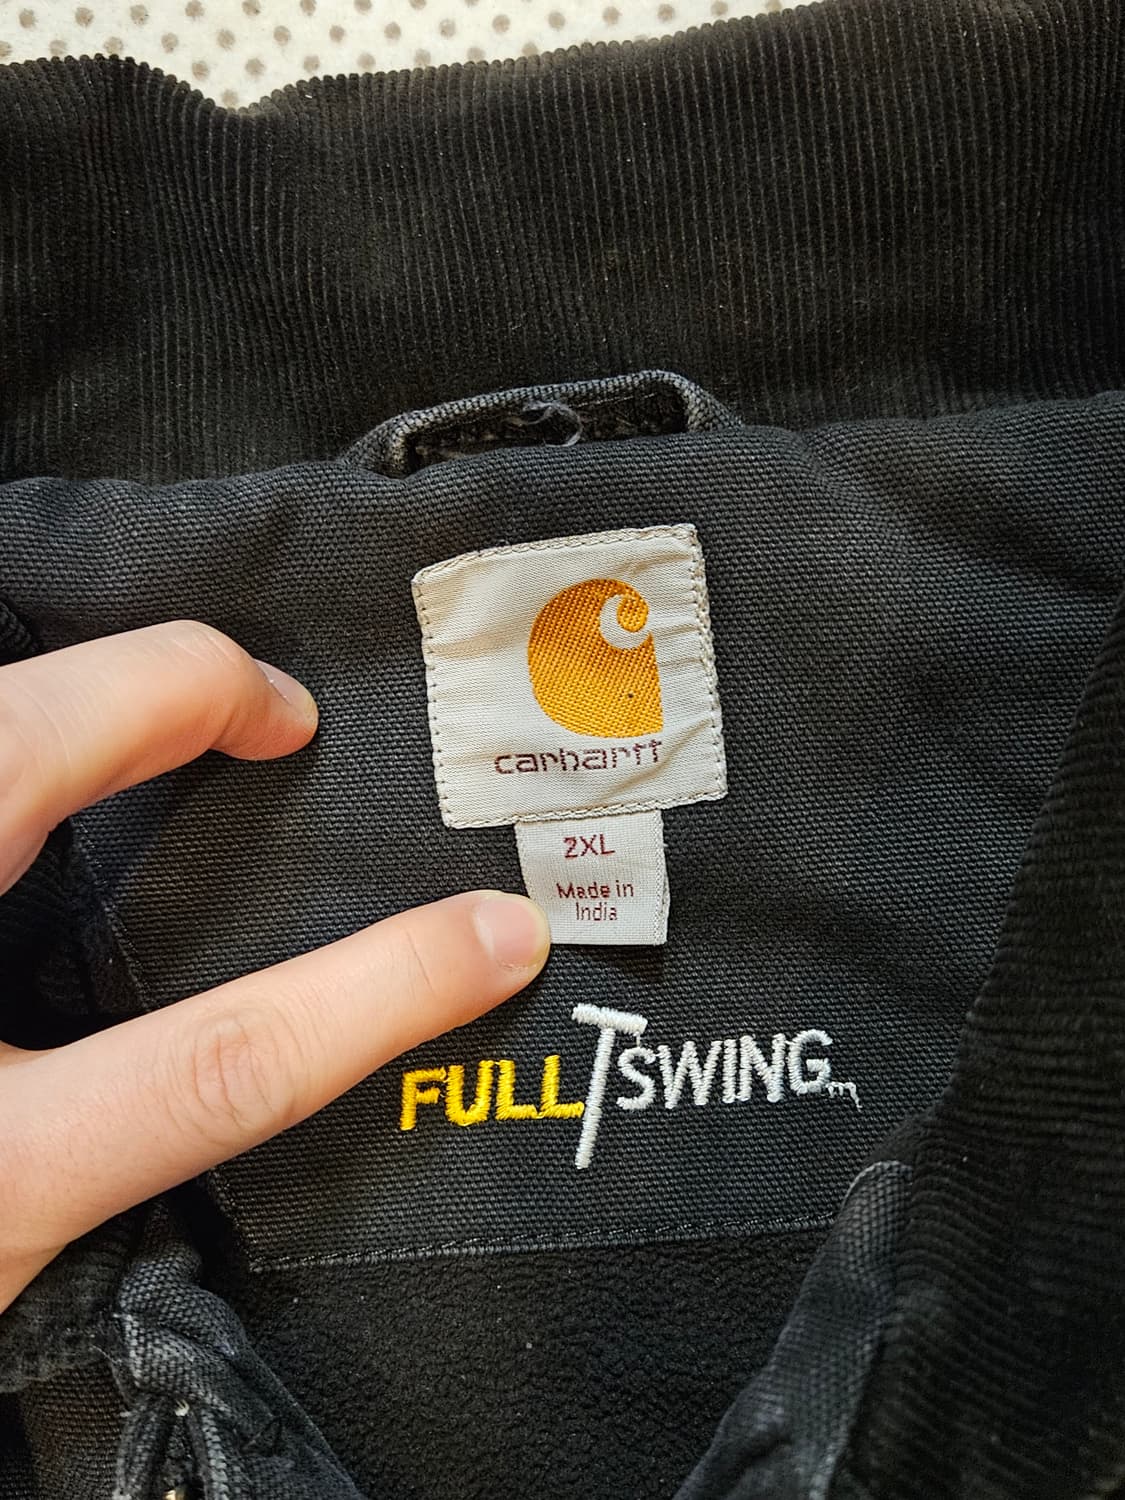 carhartt
2XL
Made in
India
FULL SWING